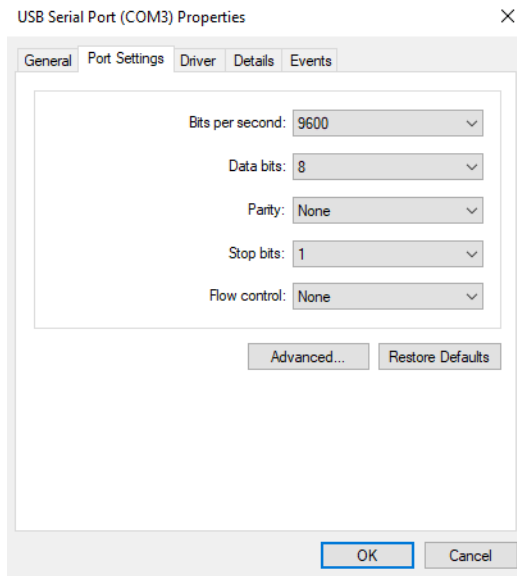 USB Serial Port (COM3) Properties
General Port Settings Driver Details Events
Bits per second: 9600
Data bits: 8
Parity: None
Stop bits: 1
Flow control: None
Advanced... Restore Defaults
OK Cancel